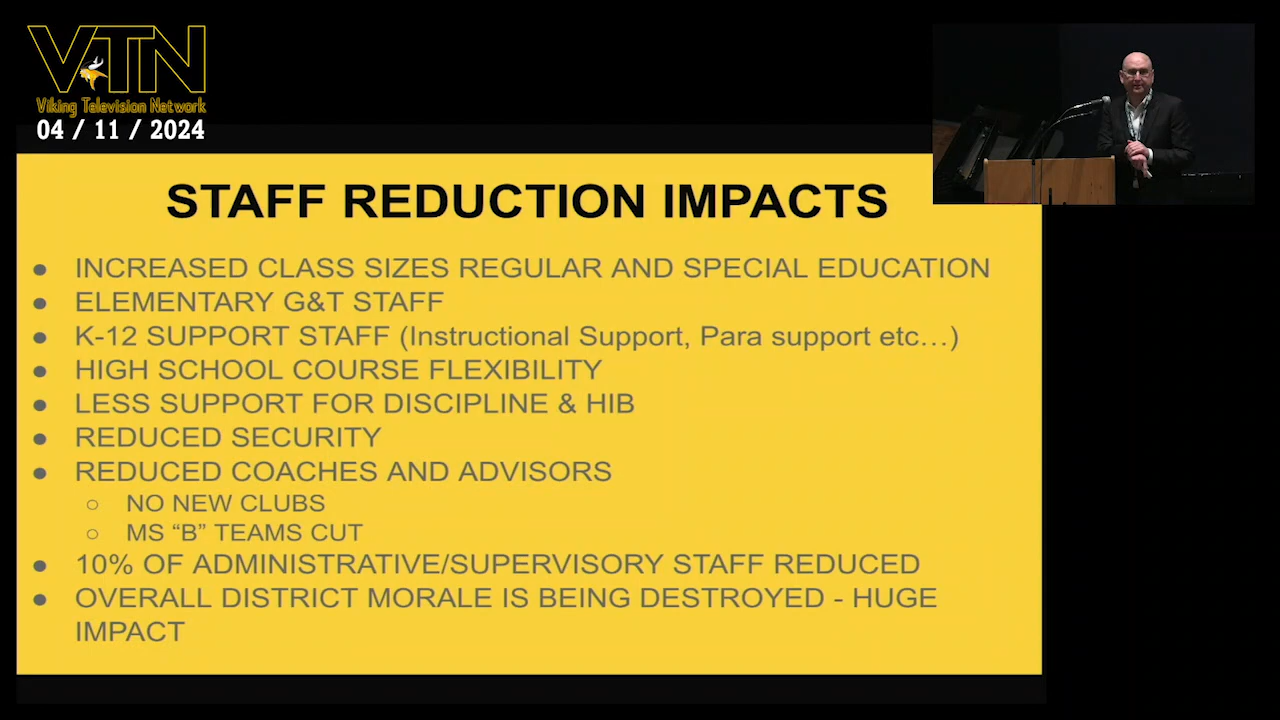 VTN
Viking Television Network
04 / 11 / 2024
STAFF REDUCTION IMPACTS
● INCREASED CLASS SIZES REGULAR AND SPECIAL EDUCATION
● ELEMENTARY G&T STAFF
● K-12 SUPPORT STAFF (Instructional Support, Para support etc…)
● HIGH SCHOOL COURSE FLEXIBILITY
● LESS SUPPORT FOR DISCIPLINE & HIB
● REDUCED SECURITY
● REDUCED COACHES AND ADVISORS
○ NO NEW CLUBS
○ MS “B” TEAMS CUT
● 10% OF ADMINISTRATIVE/SUPERVISORY STAFF REDUCED
● OVERALL DISTRICT MORALE IS BEING DESTROYED - HUGE
IMPACT